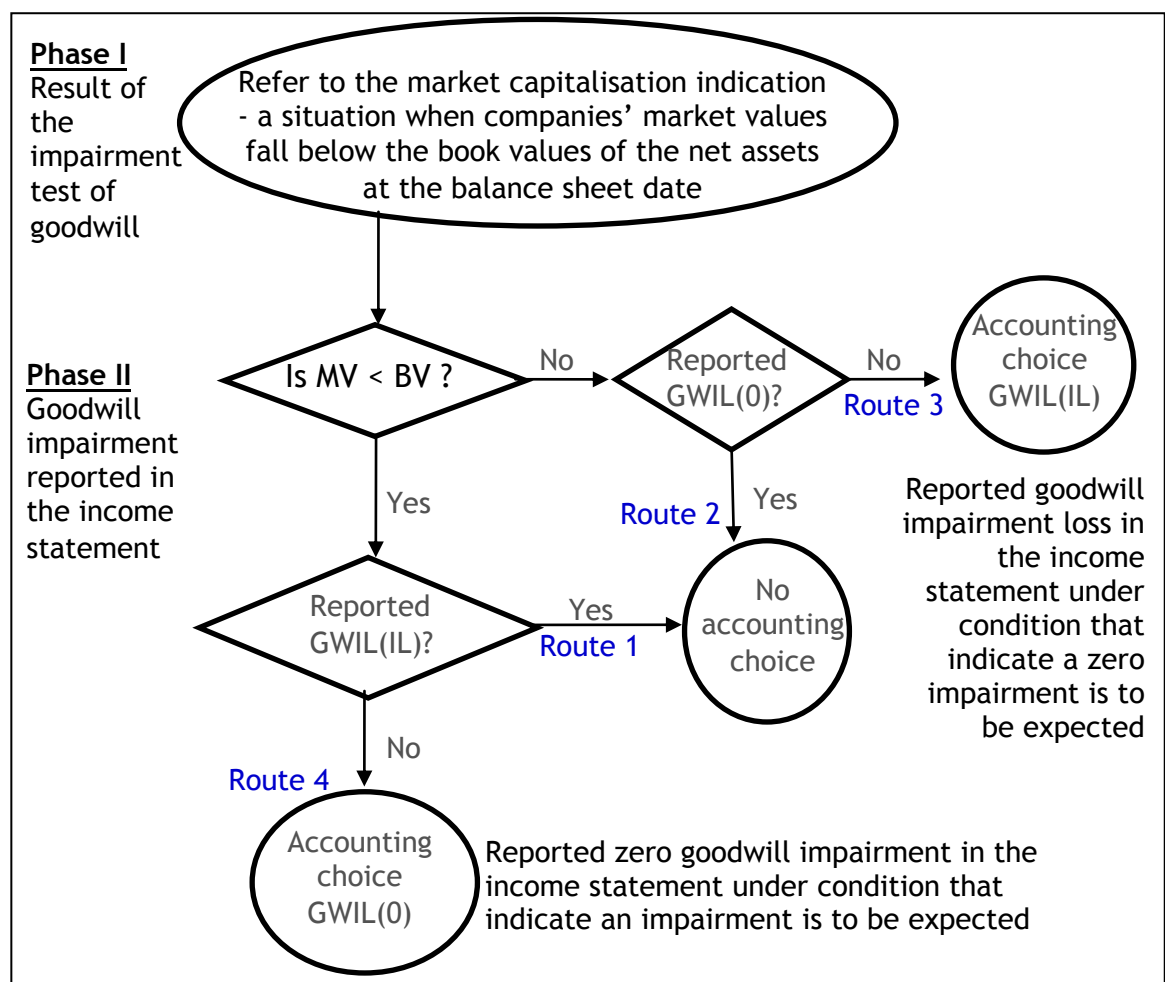 Phase I
Result of
the
impairment
test of
goodwill
Refer to the market capitalisation indication
- a situation when companies’ market values
fall below the book values of the net assets
at the balance sheet date
Phase II
Goodwill
impairment
reported in
the income
statement
Is MV < BV ?
No
Reported
GWIL(0)?
No
Route 3
Accounting
choice
GWIL(IL)
Yes
Route 2
Yes
Reported goodwill
impairment loss in
the income
statement under
condition that
indicate a zero
impairment is to
be expected
Reported
GWIL(IL)?
Yes
Route 1
No
accounting
choice
No
Route 4
Accounting
choice
GWIL(0)
Reported zero goodwill impairment in the
income statement under condition that
indicate an impairment is to be expected